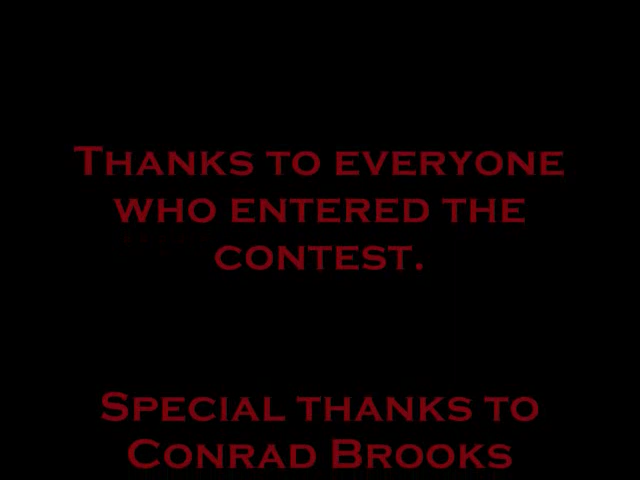 Thanks to everyone
who entered the
contest.
Special thanks to
Conrad Brooks